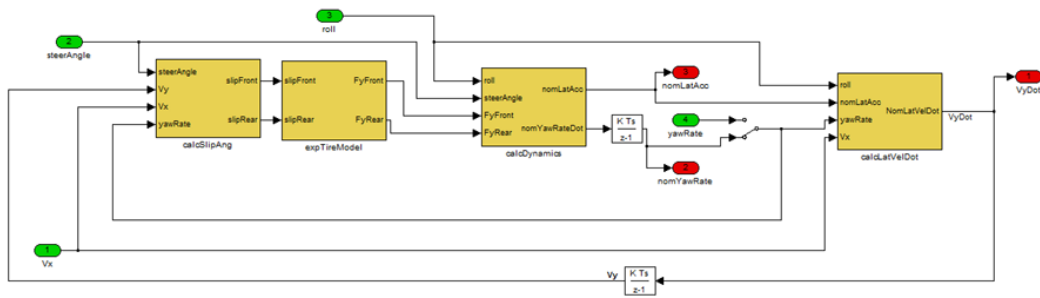 3
roll
2
steerAngle
steerAngle
Vy
Vx
yawRate
slipFront
slipRear
calcSlipAng
slipFront
slipRear
FyFront
FyRear
expTireModel
roll
steerAngle
FyFront
FyRear
nomLatAcc
nomYawRateDot
calcDynamics
K Ts
z-1
nomLatAcc
4
yawRate
2
nomYawRate
roll
nomLatAcc
yawRate
Vx
NomLatVelDot
calcLatVelDot
VyDot
1
VyDot
1
Vx
Vy
K Ts
z-1